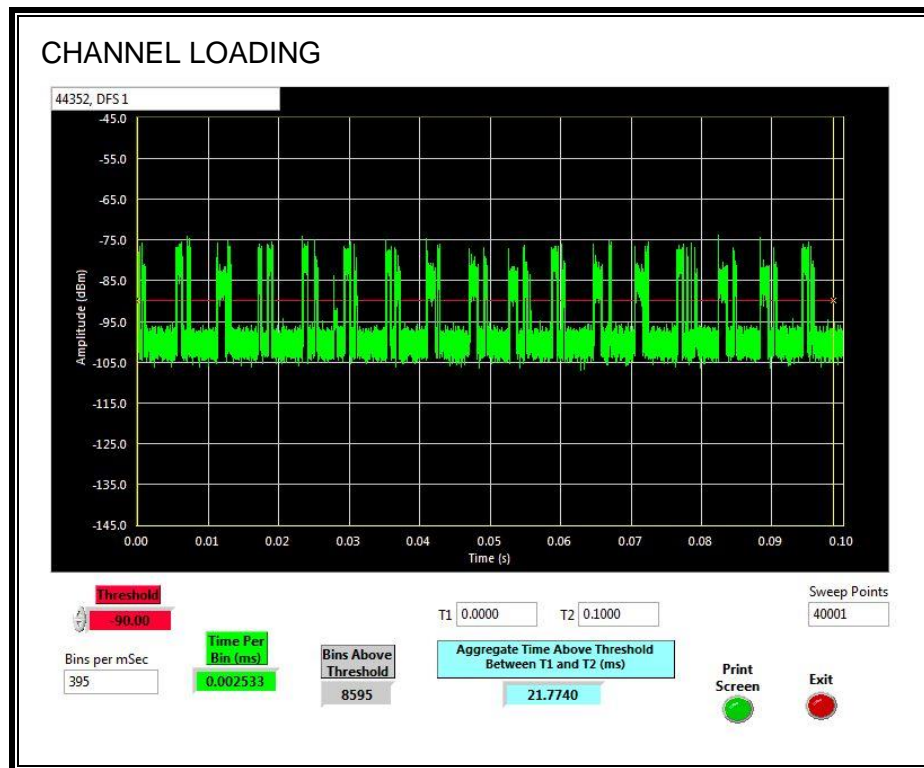 CHANNEL LOADING
44352, DFS 1
-45.0
-55.0
-65.0
-75.0
-85.0
-95.0
-105.0
-115.0
-125.0
-135.0
-145.0
Amplitude (dBm)
0.00 0.01 0.02 0.03 0.04 0.05 0.06 0.07 0.08 0.09 0.10
Time (s)
Threshold
-90.00
Bins per mSec
395
Time Per
Bin (ms)
0.002533
Bins Above
Threshold
8595
T1 0.0000 T2 0.1000
Aggregate Time Above Threshold
Between T1 and T2 (ms)
21.7740
Sweep Points
40001
Print
Screen
Exit